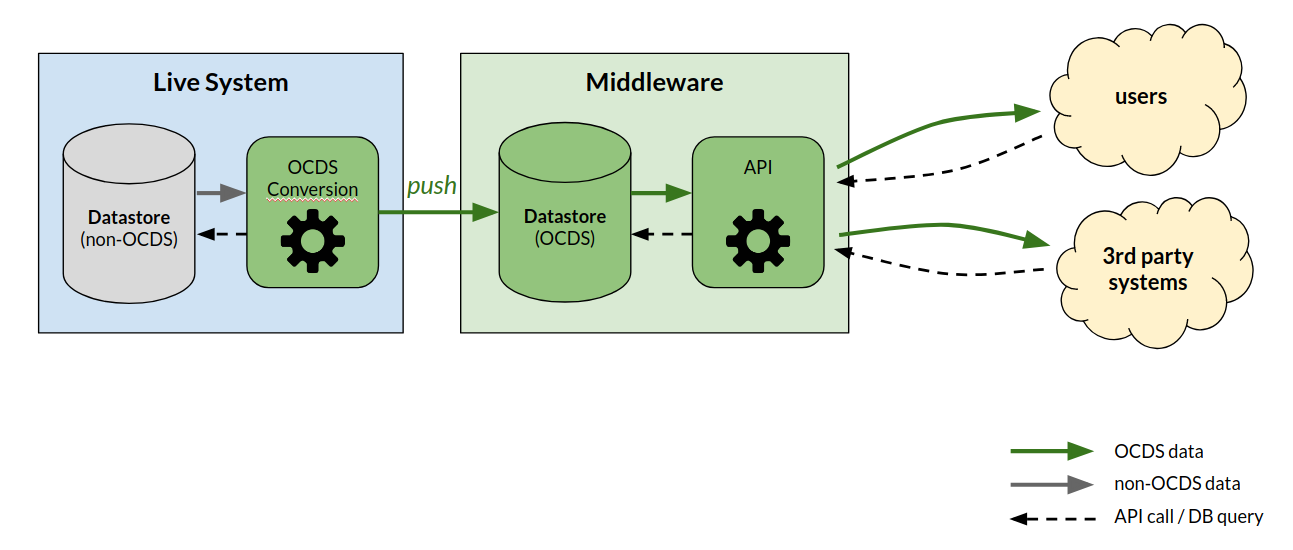 Live System
Datastore
(non-OCDS)
OCDS
Conversion
push
Middleware
Datastore
(OCDS)
API
users
3rd party
systems
OCDS data
non-OCDS data
API call / DB query